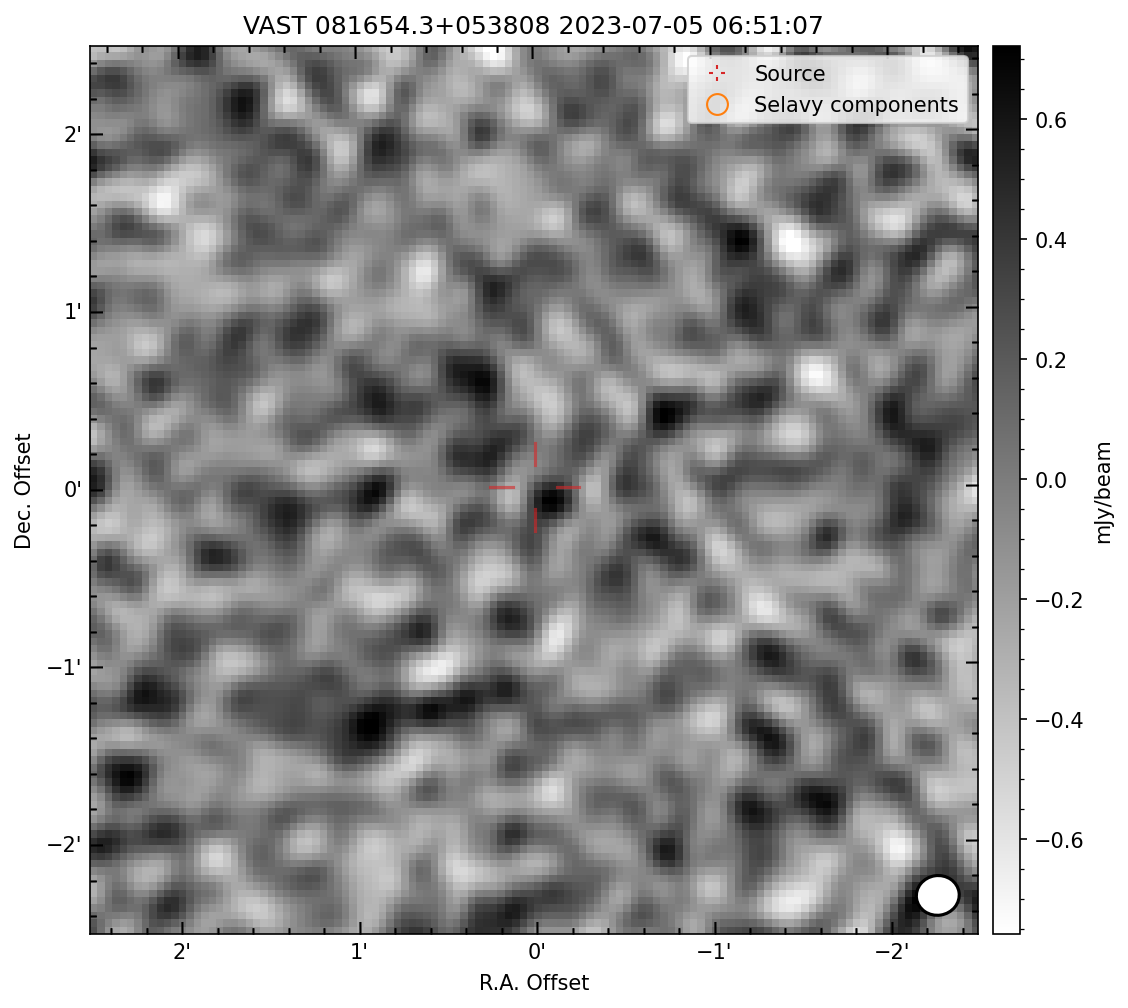 VAST 081654.3+053808 2023-07-05 06:51:07
Source
Selavy components
2'
1'
0'
−1'
−2'
Dec. Offset
2'
1'
0'
−1'
−2'
R.A. Offset
0.6
0.4
0.2
0.0
−0.2
−0.4
−0.6
mJy/beam